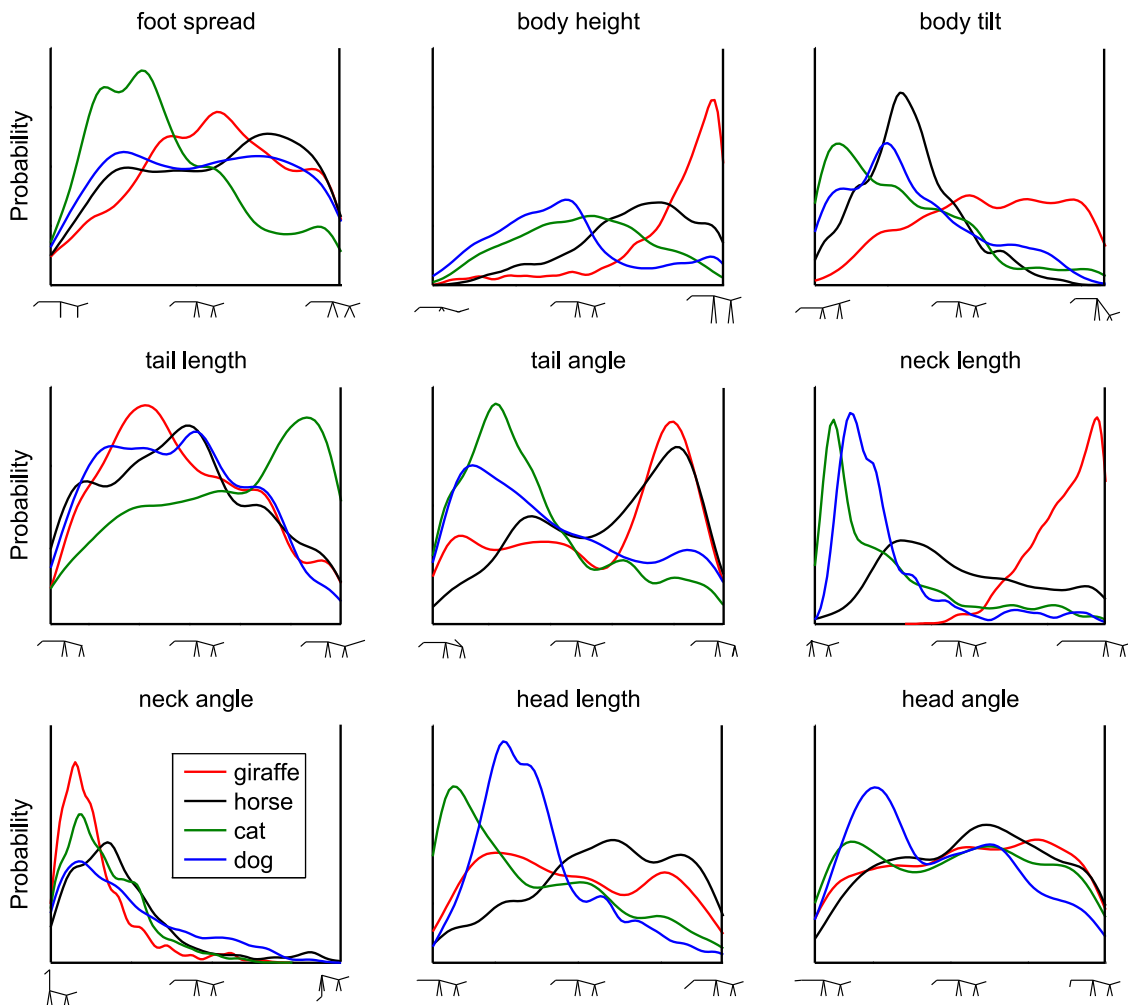 foot spread
body height
body tilt
Probability
tail length
tail angle
neck length
Probability
neck angle
head length
head angle
Probability
giraffe
horse
cat
dog